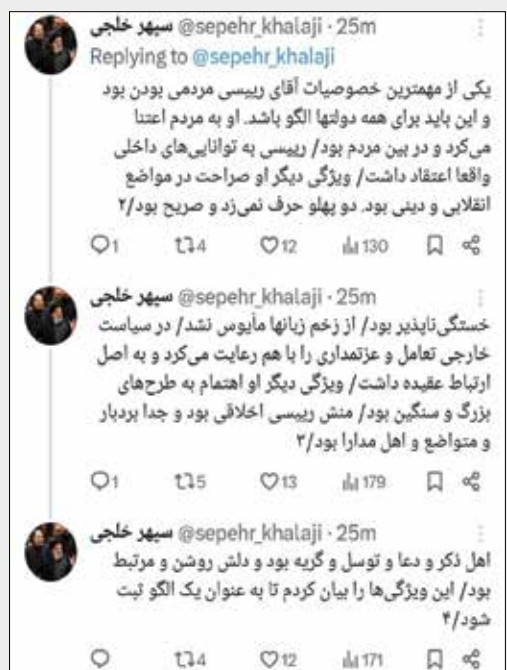 سپهر خلجی @sepehr_khalaji · 25m
Replying to @sepehr_khalaji
یکی از مهمترین خصوصیات آقای رییسی مردمی بودن بود
و این باید برای همه دولتها الگو باشد. او به مردم اعتنا
می‌کرد و در بین مردم بود/ رییسی به توانایی‌های داخلی
واقعا اعتقاد داشت/ ویژگی دیگر او صراحت در مواضع
انقلابی و دینی بود. دو پهلو حرف نمی‌زد و صریح بود/۲
1 4 12 130
سپهر خلجی @sepehr_khalaji · 25m
خستگی‌ناپذیر بود/ از زخم زبانها مأیوس نشد/ در سیاست
خارجی تعامل و عزتمداری را با هم رعایت می‌کرد و به اصل
ارتباط عقیده داشت/ ویژگی دیگر او اهتمام به طرح‌های
بزرگ و سنگین بود/ منش رییسی اخلاقی بود و جدا بردبار
و متواضع و اهل مدارا بود/۳
1 5 13 179
سپهر خلجی @sepehr_khalaji · 25m
اهل ذکر و دعا و توسل و گریه بود و دلش روشن و مرتبط
بود/ این ویژگی‌ها را بیان کردم تا به عنوان یک الگو ثبت
شود/۴
4 12 171